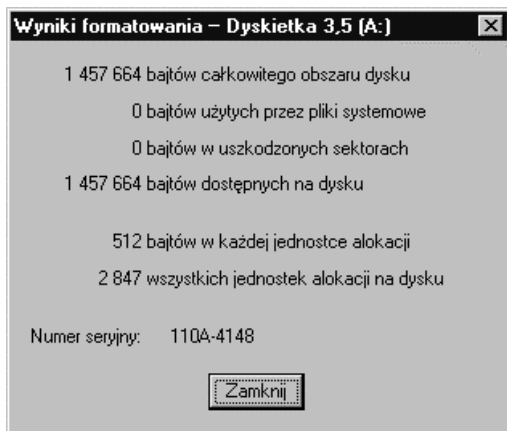 Wyniki formatowania – Dyskietka 3,5 (A:)
1 457 664 bajtów całkowitego obszaru dysku
0 bajtów użytych przez pliki systemowe
0 bajtów w uszkodzonych sektorach
1 457 664 bajtów dostępnych na dysku
512 bajtów w każdej jednostce alokacji
2 847 wszystkich jednostek alokacji na dysku
Numer seryjny: 110A-4148
Zamknij